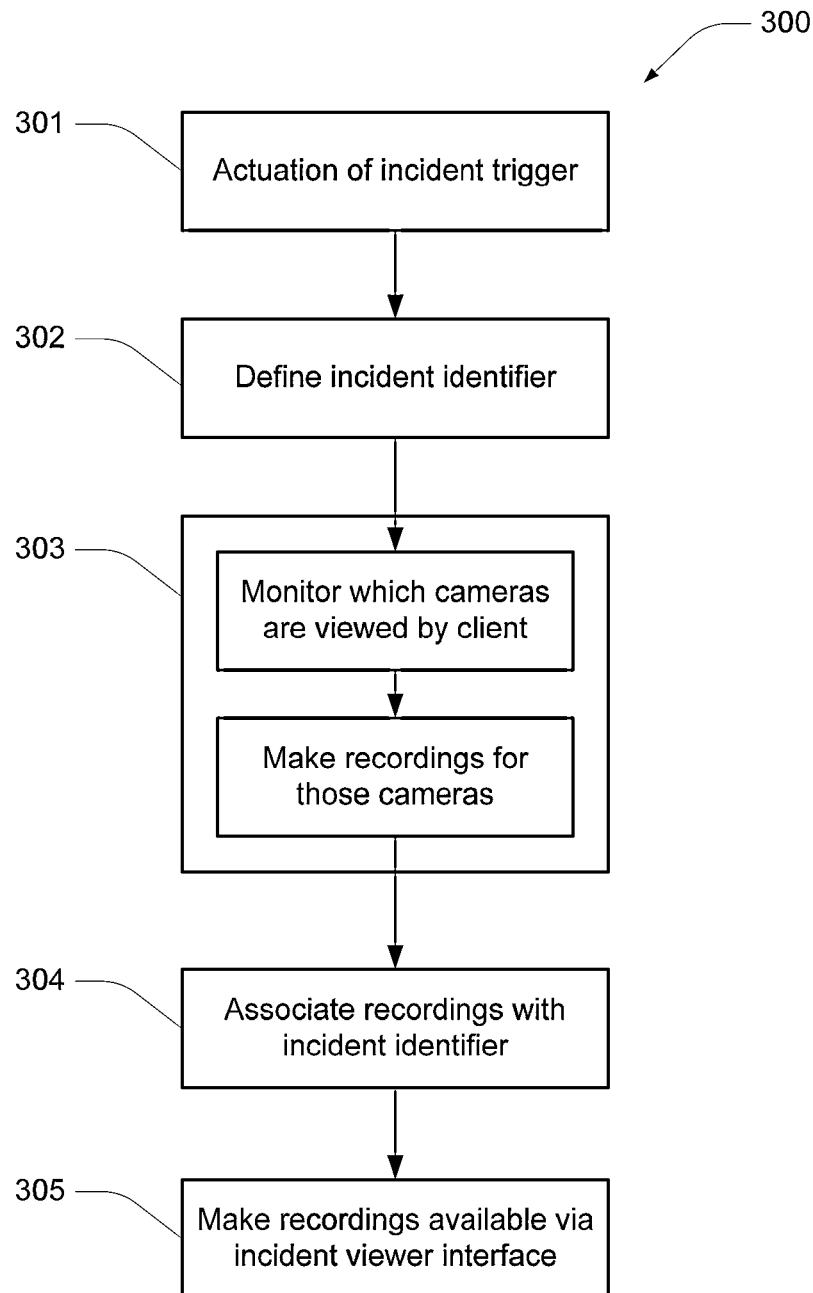 300
301
Actuation of incident trigger
302
Define incident identifier
303
Monitor which cameras
are viewed by client
Make recordings for
those cameras
304
Associate recordings with
incident identifier
305
Make recordings available via
incident viewer interface